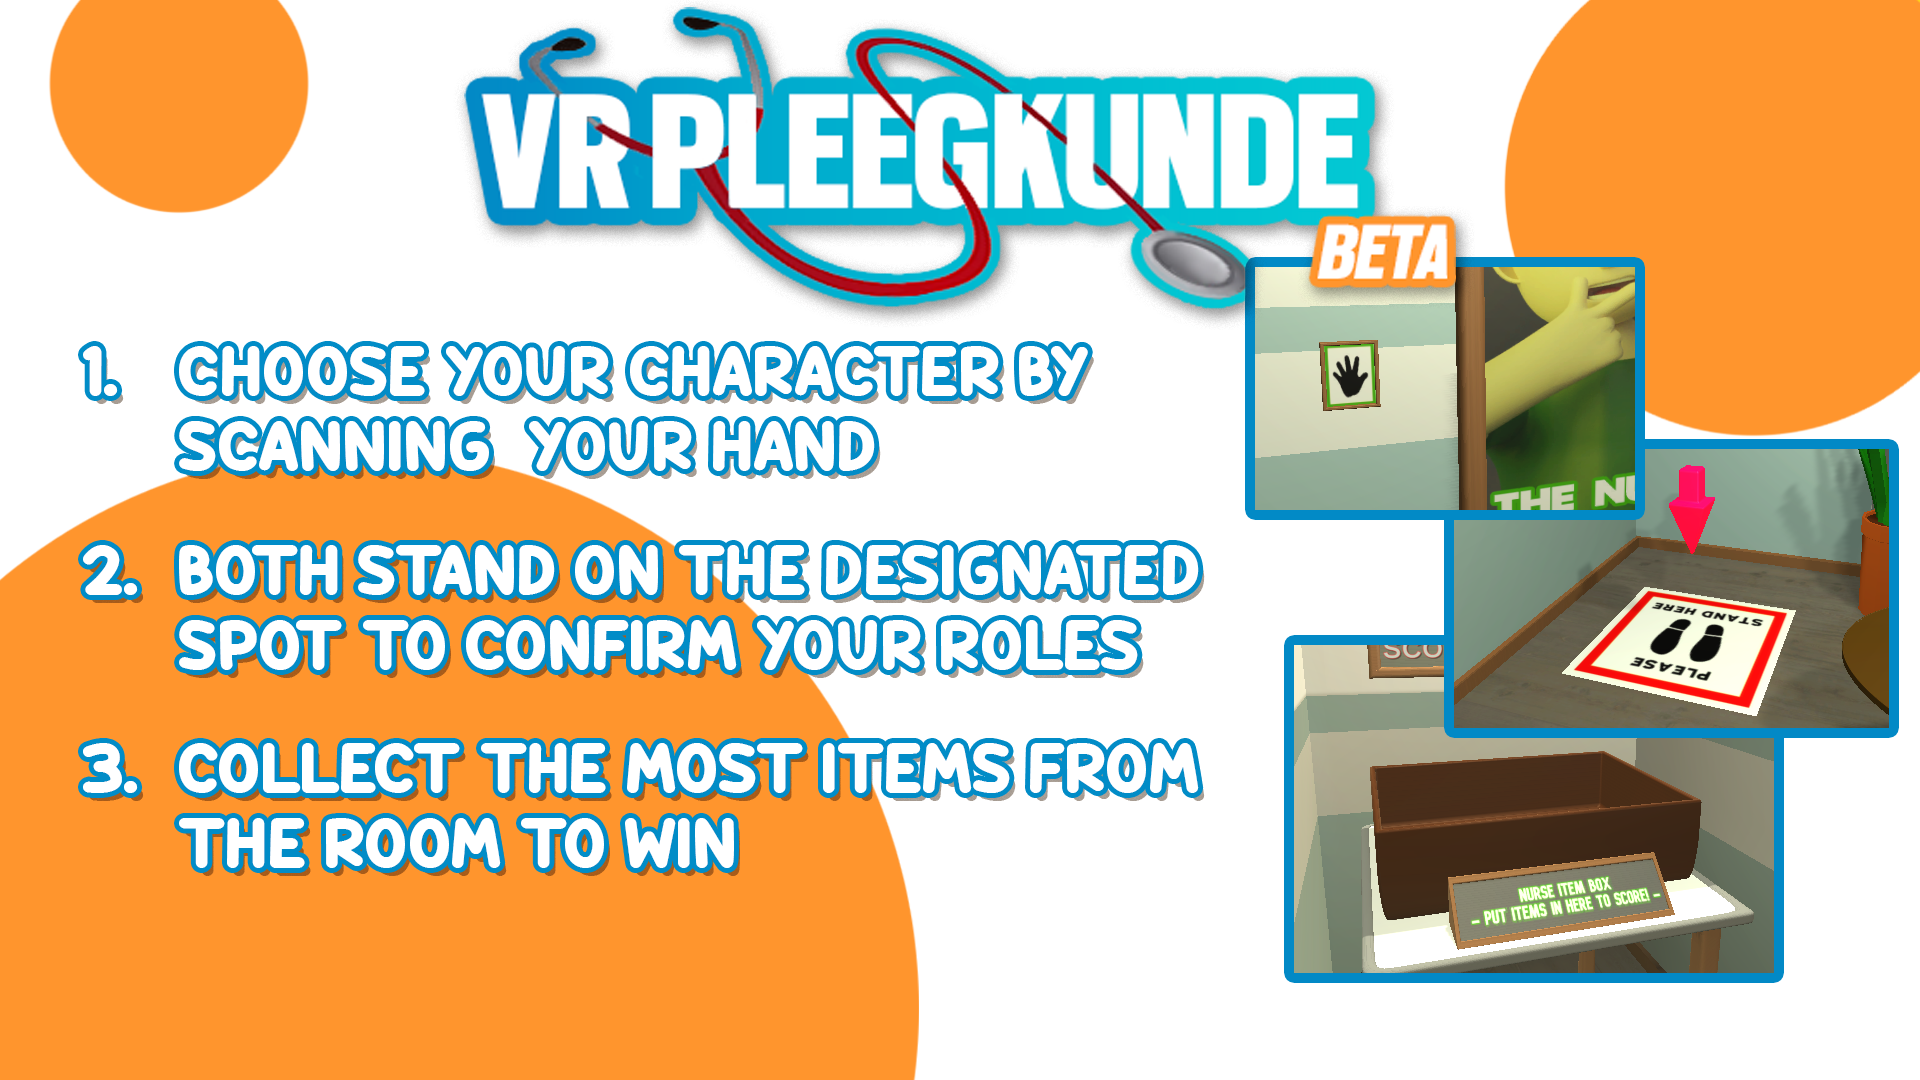 VR PLEEGKUNDE
BETA
1. CHOOSE YOUR CHARACTER BY
SCANNING YOUR HAND
2. BOTH STAND ON THE DESIGNATED
SPOT TO CONFIRM YOUR ROLES
3. COLLECT THE MOST ITEMS FROM
THE ROOM TO WIN
THE NU
PLEASE
STAND HERE
SCO
NURSE ITEM BOX
- PUT ITEMS IN HERE TO SCORE! -